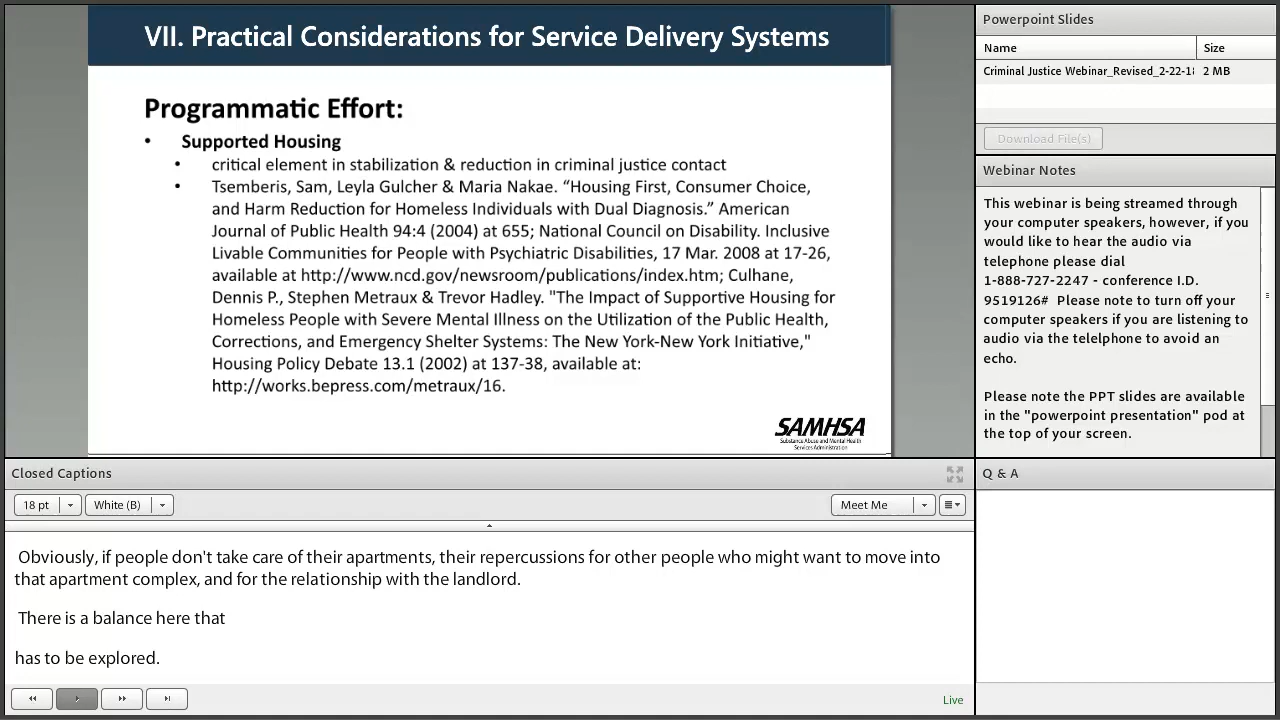 VII. Practical Considerations for Service Delivery Systems
Programmatic Effort:
• Supported Housing
• critical element in stabilization & reduction in criminal justice contact
• Tsemberis, Sam, Leyla Gulcher & Maria Nakae. “Housing First, Consumer Choice,
and Harm Reduction for Homeless Individuals with Dual Diagnosis.” American
Journal of Public Health 94:4 (2004) at 655; National Council on Disability. Inclusive
Livable Communities for People with Psychiatric Disabilities, 17 Mar. 2008 at 17-26,
available at http://www.ncd.gov/newsroom/publications/index.htm; Culhane,
Dennis P., Stephen Metraux & Trevor Hadley. "The Impact of Supportive Housing for
Homeless People with Severe Mental Illness on the Utilization of the Public Health,
Corrections, and Emergency Shelter Systems: The New York-New York Initiative,"
Housing Policy Debate 13.1 (2002) at 137-38, available at:
http://works.bepress.com/metraux/16.
SAMHSA
Substance Abuse and Mental Health
Services Administration
Powerpoint Slides
Name Size
Criminal Justice Webinar_Revised_2-22-1 2 MB
Download File(s)
Webinar Notes
This webinar is being streamed through
your computer speakers, however, if you
would like to hear the audio via
telephone please dial
1-888-727-2247 - conference I.D.
9519126# Please note to turn off your
computer speakers if you are listening to
audio via the telelphone to avoid an
echo.
Please note the PPT slides are available
in the "powerpoint presentation" pod at
the top of your screen.
Closed Captions
18 pt White (B) Meet Me
Obviously, if people don't take care of their apartments, their repercussions for other people who might want to move into
that apartment complex, and for the relationship with the landlord.
There is a balance here that
has to be explored.
Live
Q & A